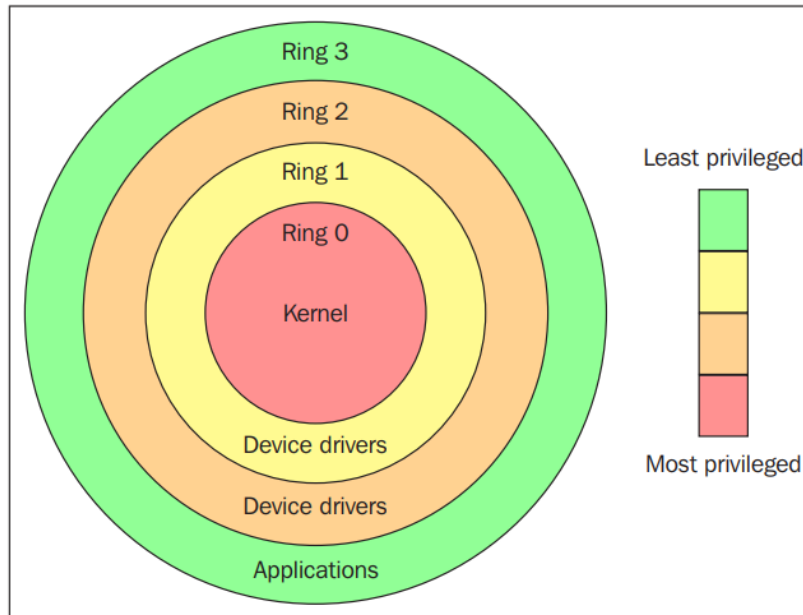 Ring 3
Ring 2
Ring 1
Ring 0
Kernel
Device drivers
Device drivers
Applications
Least privileged
Most privileged